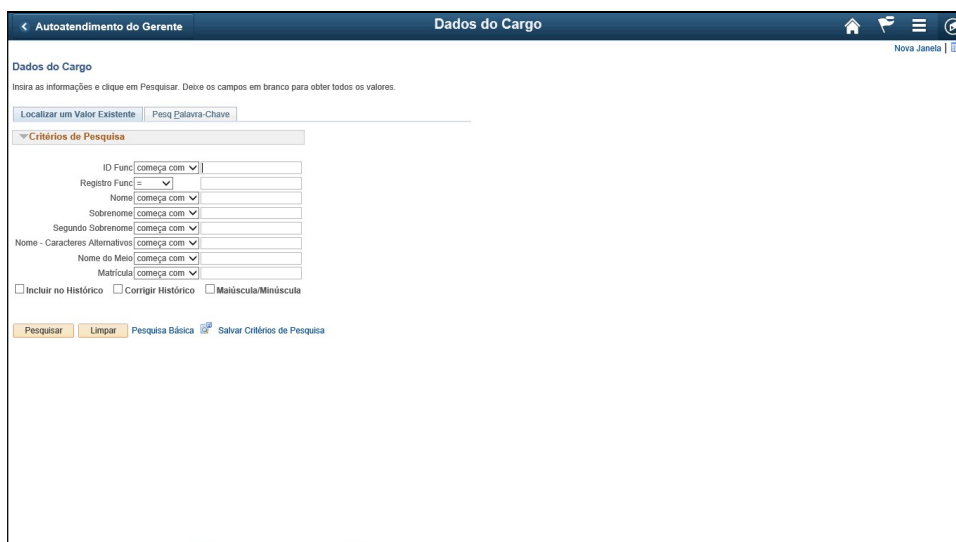 Autoatendimento do Gerente
Dados do Cargo
Nova Janela |
Dados do Cargo
Insira as informações e clique em Pesquisar. Deixe os campos em branco para obter todos os valores.
Localizar um Valor Existente Pesq Palavra-Chave
Critérios de Pesquisa
ID Func começa com
Registro Func =
Nome começa com
Sobrenome começa com
Segundo Sobrenome começa com
Nome - Caracteres Alternativos começa com
Nome do Meio começa com
Matrícula começa com
Incluir no Histórico Corrigir Histórico Maiúscula/Minúscula
Pesquisar Limpar Pesquisa Básica Salvar Critérios de Pesquisa